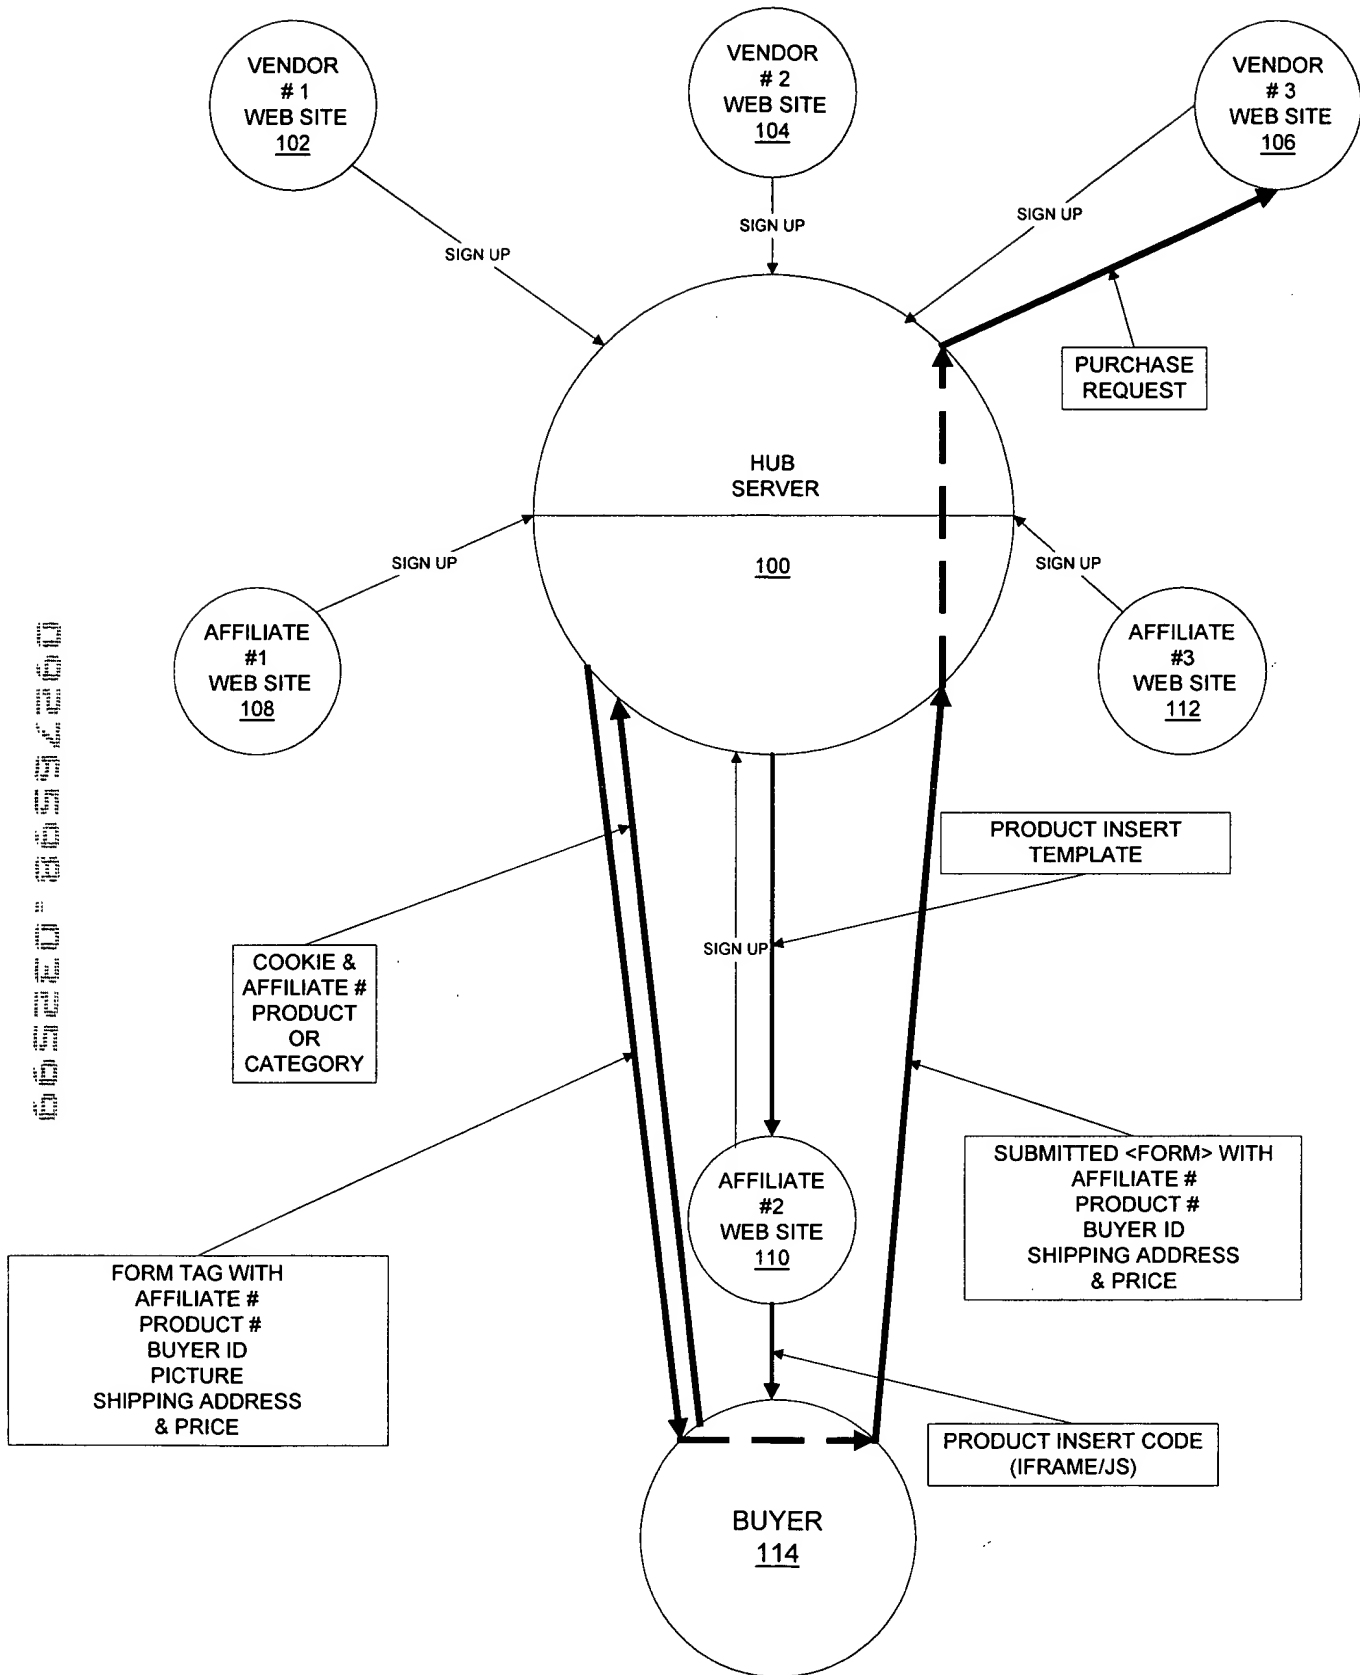 VENDOR
# 1
WEB SITE
102
VENDOR
# 2
WEB SITE
104
VENDOR
# 3
WEB SITE
106
SIGN UP
SIGN UP
SIGN UP
PURCHASE
REQUEST
HUB
SERVER
100
SIGN UP
SIGN UP
AFFILIATE
#1
WEB SITE
108
AFFILIATE
#3
WEB SITE
112
09276598.032599
PRODUCT INSERT
TEMPLATE
SIGN UP
COOKIE &
AFFILIATE #
PRODUCT
OR
CATEGORY
AFFILIATE
#2
WEB SITE
110
SUBMITTED <FORM> WITH
AFFILIATE #
PRODUCT #
BUYER ID
SHIPPING ADDRESS
& PRICE
FORM TAG WITH
AFFILIATE #
PRODUCT #
BUYER ID
PICTURE
SHIPPING ADDRESS
& PRICE
PRODUCT INSERT CODE
(IFRAME/JS)
BUYER
114